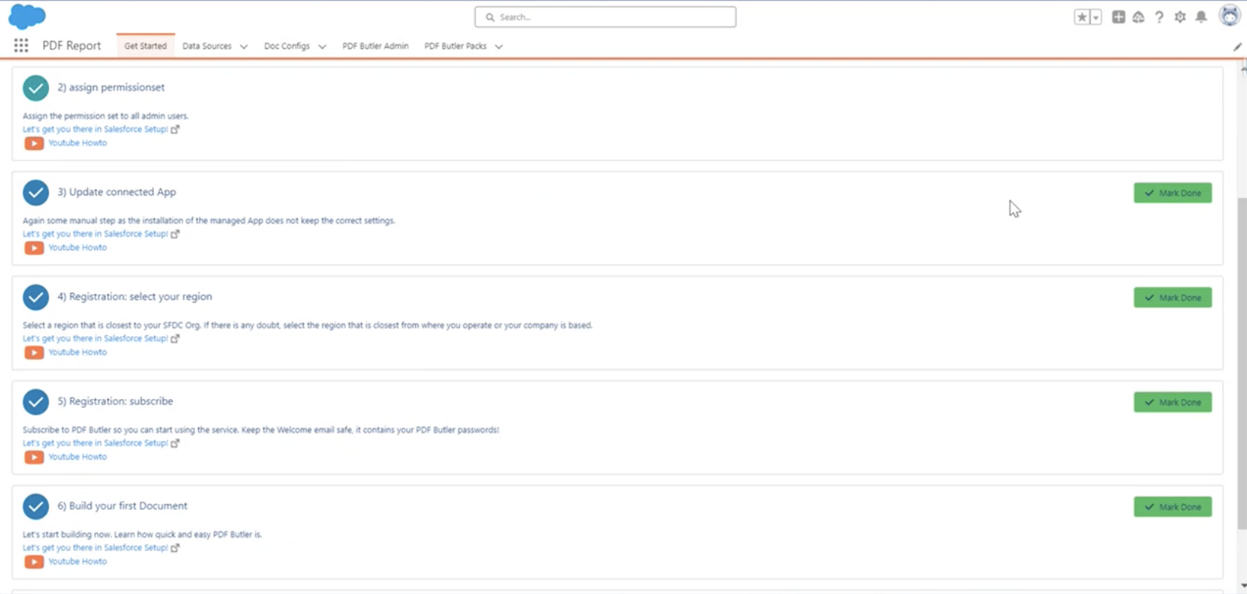 Search...
PDF Report
Get Started
Data Sources
Doc Configs
PDF Butler Admin
PDF Butler Packs
2) assign permissionset
Assign the permission set to all admin users.
Let's get you there in Salesforce Setup!
Youtube Howto
3) Update connected App
Mark Done
Again some manual step as the installation of the managed App does not keep the correct settings.
Let's get you there in Salesforce Setup!
Youtube Howto
4) Registration: select your region
Mark Done
Select a region that is closest to your SFDC Org. If there is any doubt, select the region that is closest from where you operate or your company is based.
Let's get you there in Salesforce Setup!
Youtube Howto
5) Registration: subscribe
Mark Done
Subscribe to PDF Butler so you can start using the service. Keep the Welcome email safe, it contains your PDF Butler passwords!
Let's get you there in Salesforce Setup!
Youtube Howto
6) Build your first Document
Mark Done
Let's start building now. Learn how quick and easy PDF Butler is.
Let's get you there in Salesforce Setup!
Youtube Howto